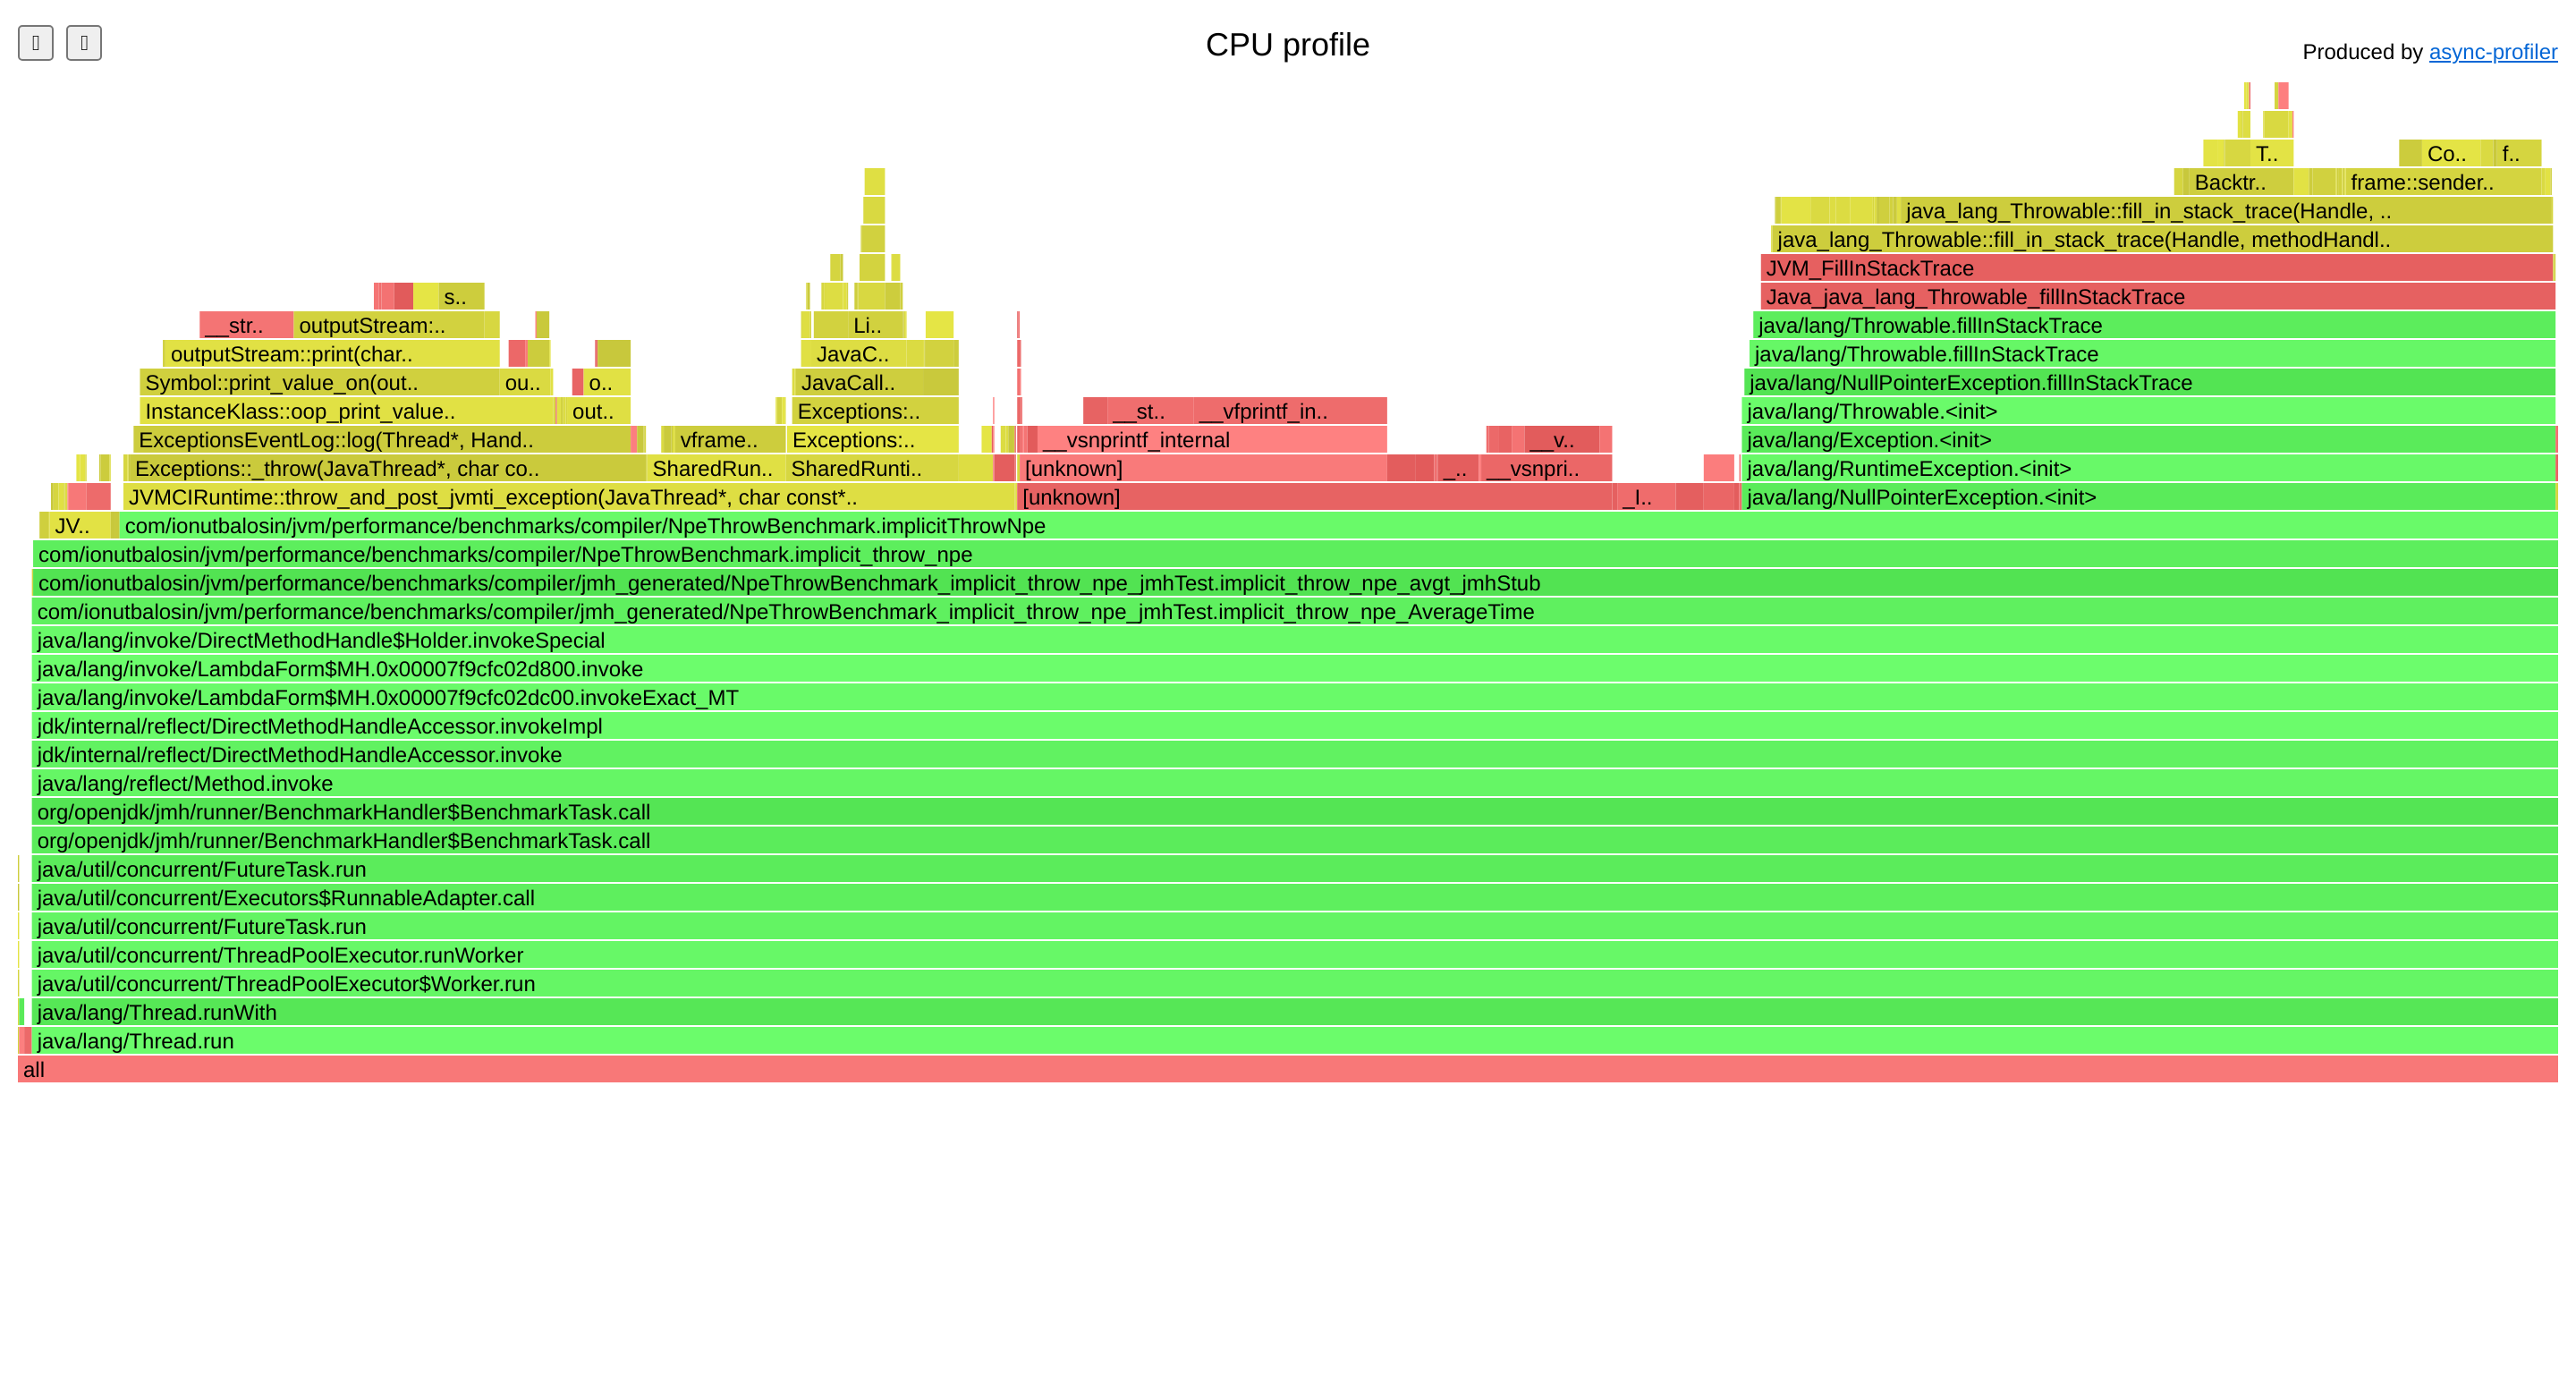 CPU profile
Produced by async-profiler
T.. Co.. f..
Backtr.. frame::sender..
java_lang_Throwable::fill_in_stack_trace(Handle, ..
java_lang_Throwable::fill_in_stack_trace(Handle, methodHandl..
JVM_FillInStackTrace
s.. Java_java_lang_Throwable_fillInStackTrace
__str.. outputStream:.. Li.. java/lang/Throwable.fillInStackTrace
outputStream::print(char.. JavaC.. java/lang/Throwable.fillInStackTrace
Symbol::print_value_on(out.. ou.. o.. JavaCall.. java/lang/NullPointerException.fillInStackTrace
InstanceKlass::oop_print_value.. out.. Exceptions:.. __st.. __vfprintf_in.. java/lang/Throwable.<init>
ExceptionsEventLog::log(Thread*, Hand.. vframe.. Exceptions:.. __vsnprintf_internal __v.. java/lang/Exception.<init>
Exceptions::_throw(JavaThread*, char co.. SharedRun.. SharedRunti.. [unknown] _.. __vsnpri.. java/lang/RuntimeException.<init>
JVMCIRuntime::throw_and_post_jvmti_exception(JavaThread*, char const*.. [unknown] _I.. java/lang/NullPointerException.<init>
JV.. com/ionutbalosin/jvm/performance/benchmarks/compiler/NpeThrowBenchmark.implicitThrowNpe
com/ionutbalosin/jvm/performance/benchmarks/compiler/NpeThrowBenchmark.implicit_throw_npe
com/ionutbalosin/jvm/performance/benchmarks/compiler/jmh_generated/NpeThrowBenchmark_implicit_throw_npe_jmhTest.implicit_throw_npe_avgt_jmhStub
com/ionutbalosin/jvm/performance/benchmarks/compiler/jmh_generated/NpeThrowBenchmark_implicit_throw_npe_jmhTest.implicit_throw_npe_AverageTime
java/lang/invoke/DirectMethodHandle$Holder.invokeSpecial
java/lang/invoke/LambdaForm$MH.0x00007f9cfc02d800.invoke
java/lang/invoke/LambdaForm$MH.0x00007f9cfc02dc00.invokeExact_MT
jdk/internal/reflect/DirectMethodHandleAccessor.invokeImpl
jdk/internal/reflect/DirectMethodHandleAccessor.invoke
java/lang/reflect/Method.invoke
org/openjdk/jmh/runner/BenchmarkHandler$BenchmarkTask.call
org/openjdk/jmh/runner/BenchmarkHandler$BenchmarkTask.call
java/util/concurrent/FutureTask.run
java/util/concurrent/Executors$RunnableAdapter.call
java/util/concurrent/FutureTask.run
java/util/concurrent/ThreadPoolExecutor.runWorker
java/util/concurrent/ThreadPoolExecutor$Worker.run
java/lang/Thread.runWith
java/lang/Thread.run
all